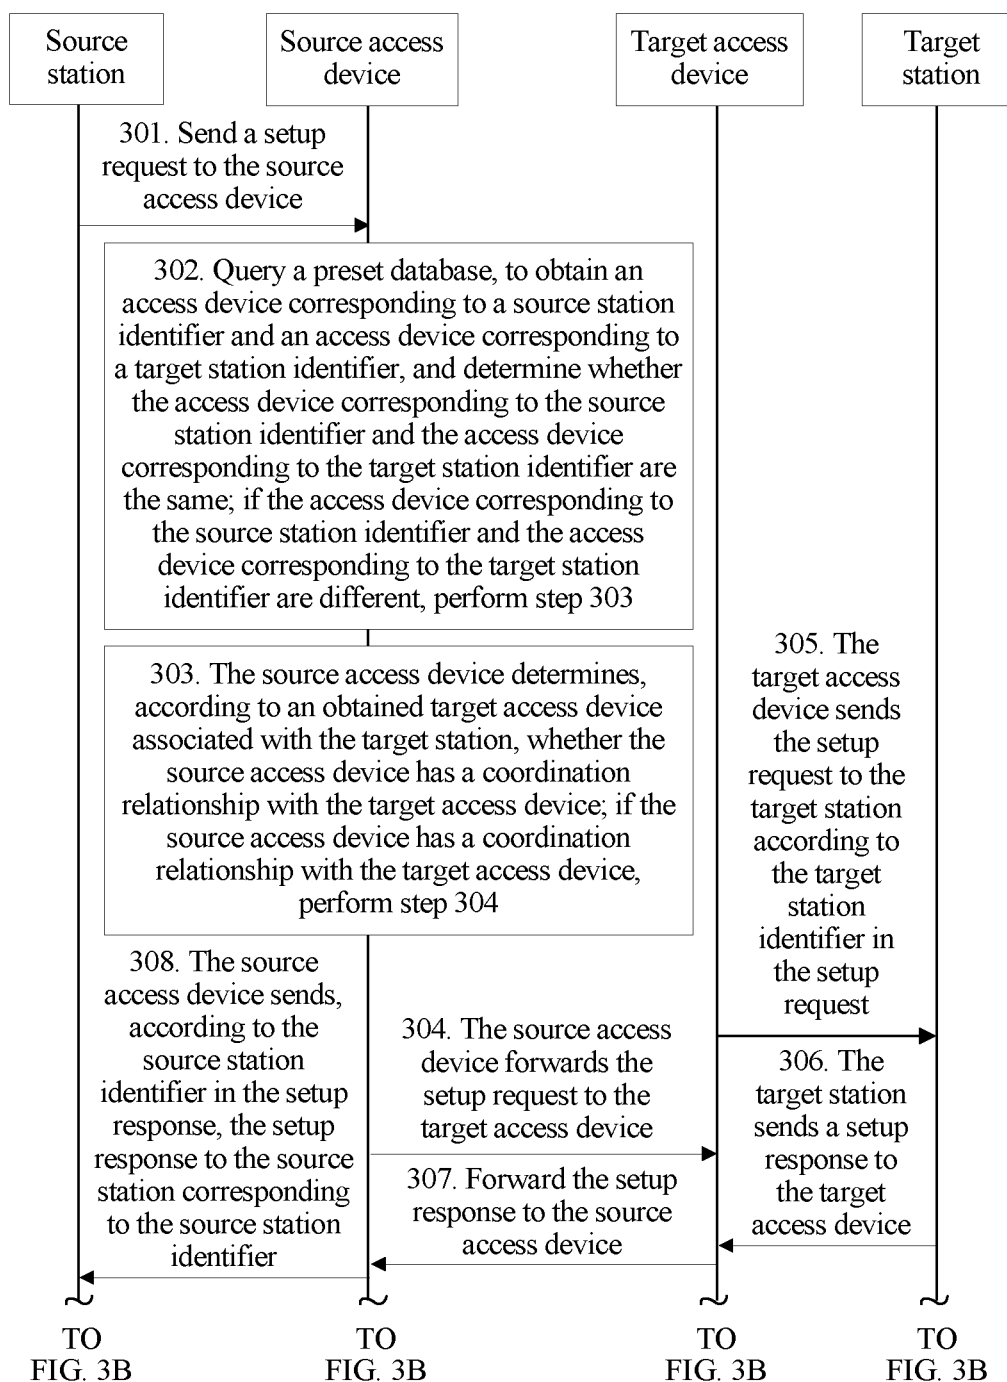 Source
station
Source access
device
Target access
device
Target
station
301. Send a setup
request to the source
access device
302. Query a preset database, to obtain an
access device corresponding to a source station
identifier and an access device corresponding to
a target station identifier, and determine whether
the access device corresponding to the source
station identifier and the access device
corresponding to the target station identifier are
the same; if the access device corresponding to
the source station identifier and the access
device corresponding to the target station
identifier are different, perform step 303
303. The source access device determines,
according to an obtained target access device
associated with the target station, whether the
source access device has a coordination
relationship with the target access device; if the
source access device has a coordination
relationship with the target access device,
perform step 304
304. The source access
device forwards the
setup request to the
target access device
305. The
target access
device sends
the setup
request to the
target station
according to
the target
station
identifier in
the setup
request
306. The
target station
sends a setup
response to
the target
access device
307. Forward the setup
response to the source
access device
308. The source
access device sends,
according to the
source station
identifier in the setup
response, the setup
response to the source
station corresponding
to the source station
identifier
TO
FIG. 3B
TO
FIG. 3B
TO
FIG. 3B
TO
FIG. 3B